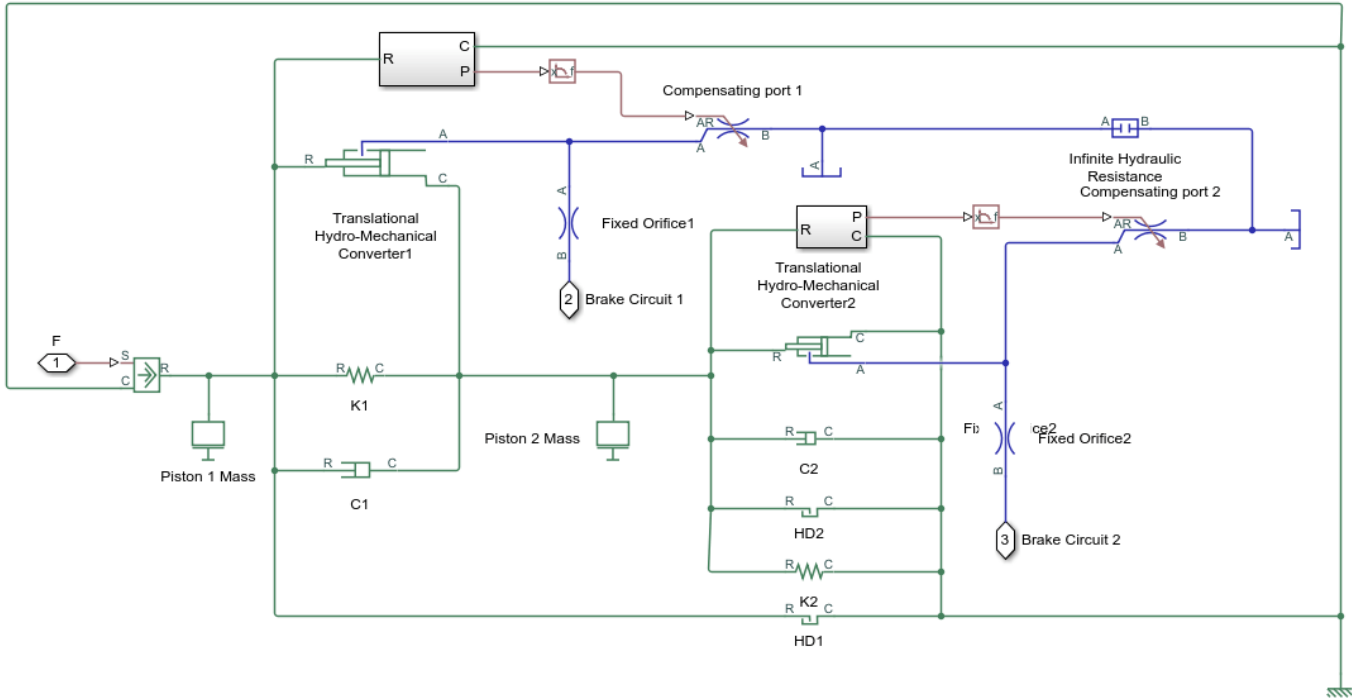 C
R
P
x f
Compensating port 1
AR
A
B
A
B
A
R
C
A
Infinite Hydraulic
Resistance
Compensating port 2
Translational
Hydro-Mechanical
Converter1
A
Fixed Orifice1
B
2 Brake Circuit 1
P
R
C
x f
AR
A
B
A
Translational
Hydro-Mechanical
Converter2
C
R
A
F
1
S
C
R
R C
K1
Piston 1 Mass
R C
C1
Piston 2 Mass
R C
C2
A
Fi
ce2
Fixed Orifice2
B
R C
HD2
3 Brake Circuit 2
R C
K2
R C
HD1